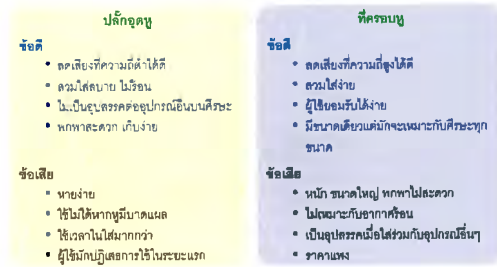 ปลั๊กอุดหู
ข้อดี
• ลดเสียงที่ความถี่ต่ำได้ดี
• สวมใส่สบาย ไม่ร้อน
• ไม่เป็นอุปสรรคต่ออุปกรณ์อื่นบนศีรษะ
• พกพาสะดวก เก็บง่าย
ข้อเสีย
• หายง่าย
• ใช้ไม่ได้หากหูมีบาดแผล
• ใช้เวลาในใส่มากกว่า
• ผู้ใช้มักปฏิเสธการใช้ในระยะแรก
ที่ครอบหู
ข้อดี
• ลดเสียงที่ความถี่สูงได้ดี
• สวมใส่ง่าย
• ผู้ใช้ยอมรับได้ง่าย
• มีขนาดเดียวแต่มักจะเหมาะกับศีรษะทุก
ขนาด
ข้อเสีย
• หนัก ขนาดใหญ่ พกพาไม่สะดวก
• ไม่เหมาะกับอากาศร้อน
• เป็นอุปสรรคเมื่อใส่ร่วมกับอุปกรณ์อื่นๆ
• ราคาแพง